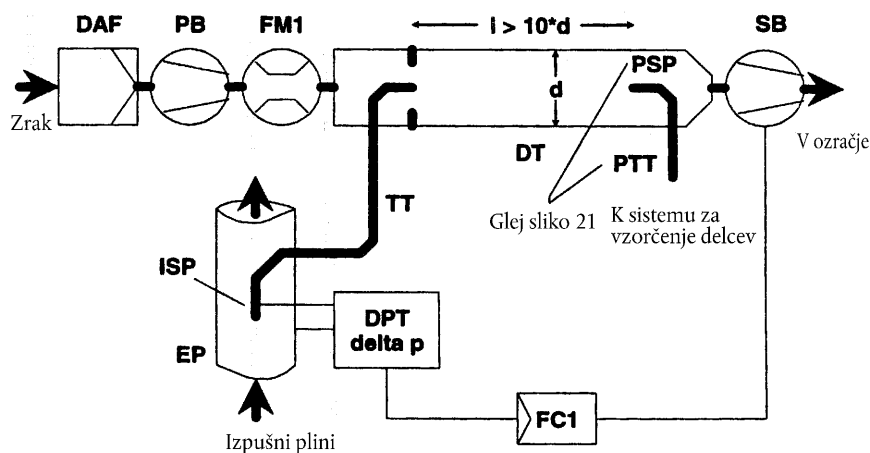 DAF
PB
FM1
l > 10*d
SB
Zrak
d
PSP
V ozračje
DT
PTT
TT
Glej sliko 21
K sistemu za
vzorčenje delcev
ISP
DPT
delta p
EP
FC1
Izpušni plini